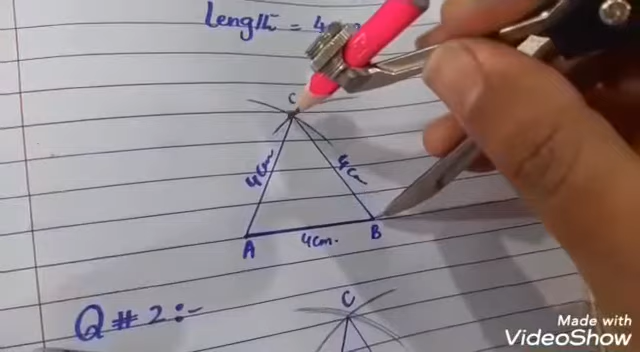 Length = 4
C
4cm
4cm
A
4cm.
B
Q # 2 :-
C
Made with
VideoShow